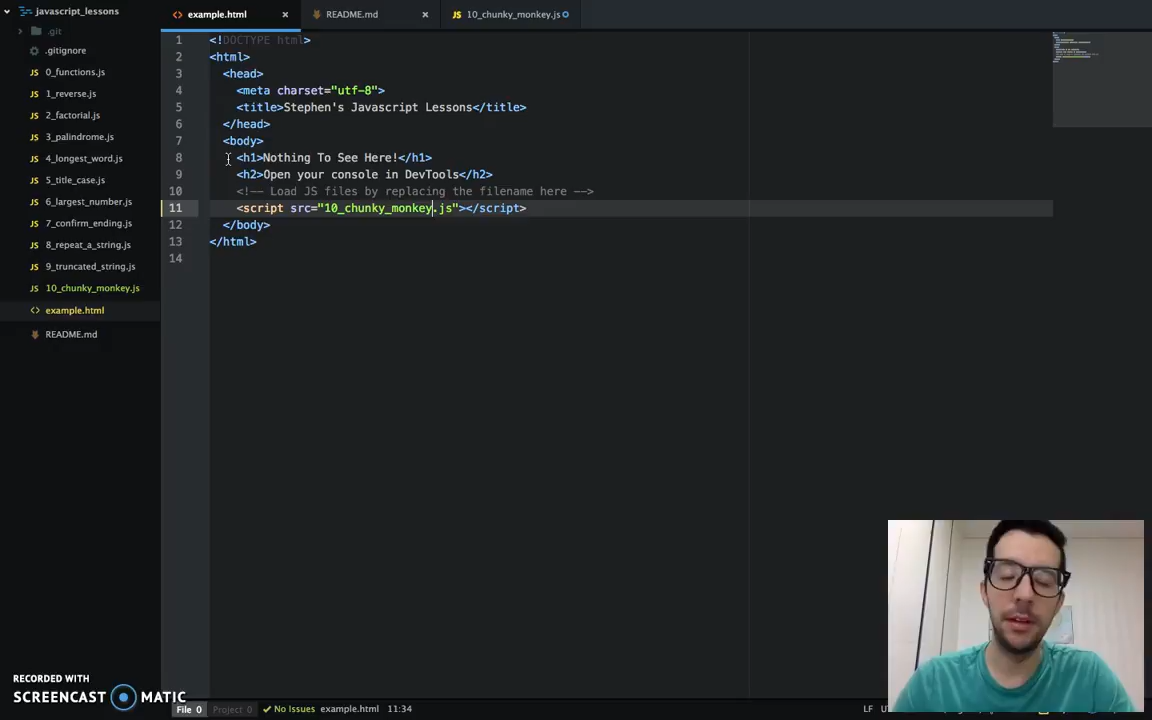 javascript_lessons
.git
.gitignore
0_functions.js
1_reverse.js
2_factorial.js
3_palindrome.js
4_longest_word.js
5_title_case.js
6_largest_number.js
7_confirm_ending.js
8_repeat_a_string.js
9_truncated_string.js
10_chunky_monkey.js
example.html
README.md
example.html
README.md
10_chunky_monkey.js
1 <!DOCTYPE html>
2 <html>
3 <head>
4 <meta charset="utf-8">
5 <title>Stephen's Javascript Lessons</title>
6 </head>
7 <body>
8 <h1>Nothing To See Here!</h1>
9 <h2>Open your console in DevTools</h2>
10 <!-- Load JS files by replacing the filename here -->
11 <script src="10_chunky_monkey.js"></script>
12 </body>
13 </html>
14
RECORDED WITH
SCREENCAST MATIC
File 0 Project 0 No Issues example.html 11:34
LF